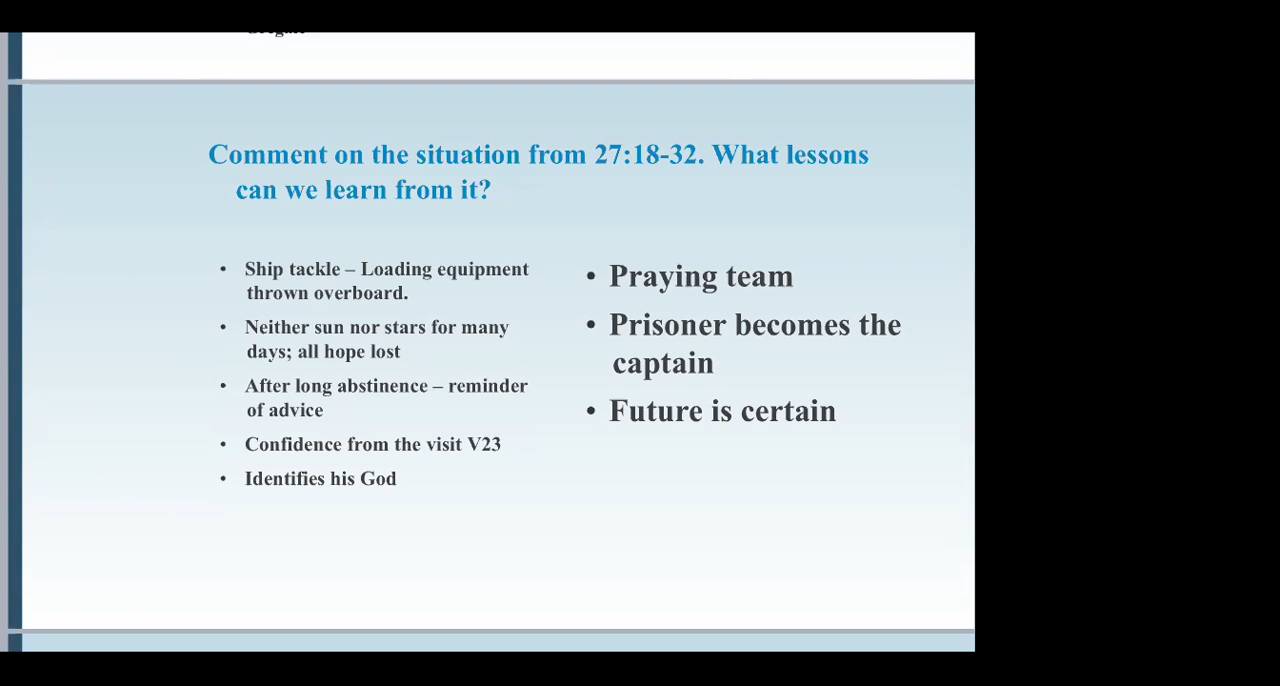 Comment on the situation from 27:18-32. What lessons
can we learn from it?
• Ship tackle – Loading equipment
thrown overboard.
• Neither sun nor stars for many
days; all hope lost
• After long abstinence – reminder
of advice
• Confidence from the visit V23
• Identifies his God
• Praying team
• Prisoner becomes the
captain
• Future is certain